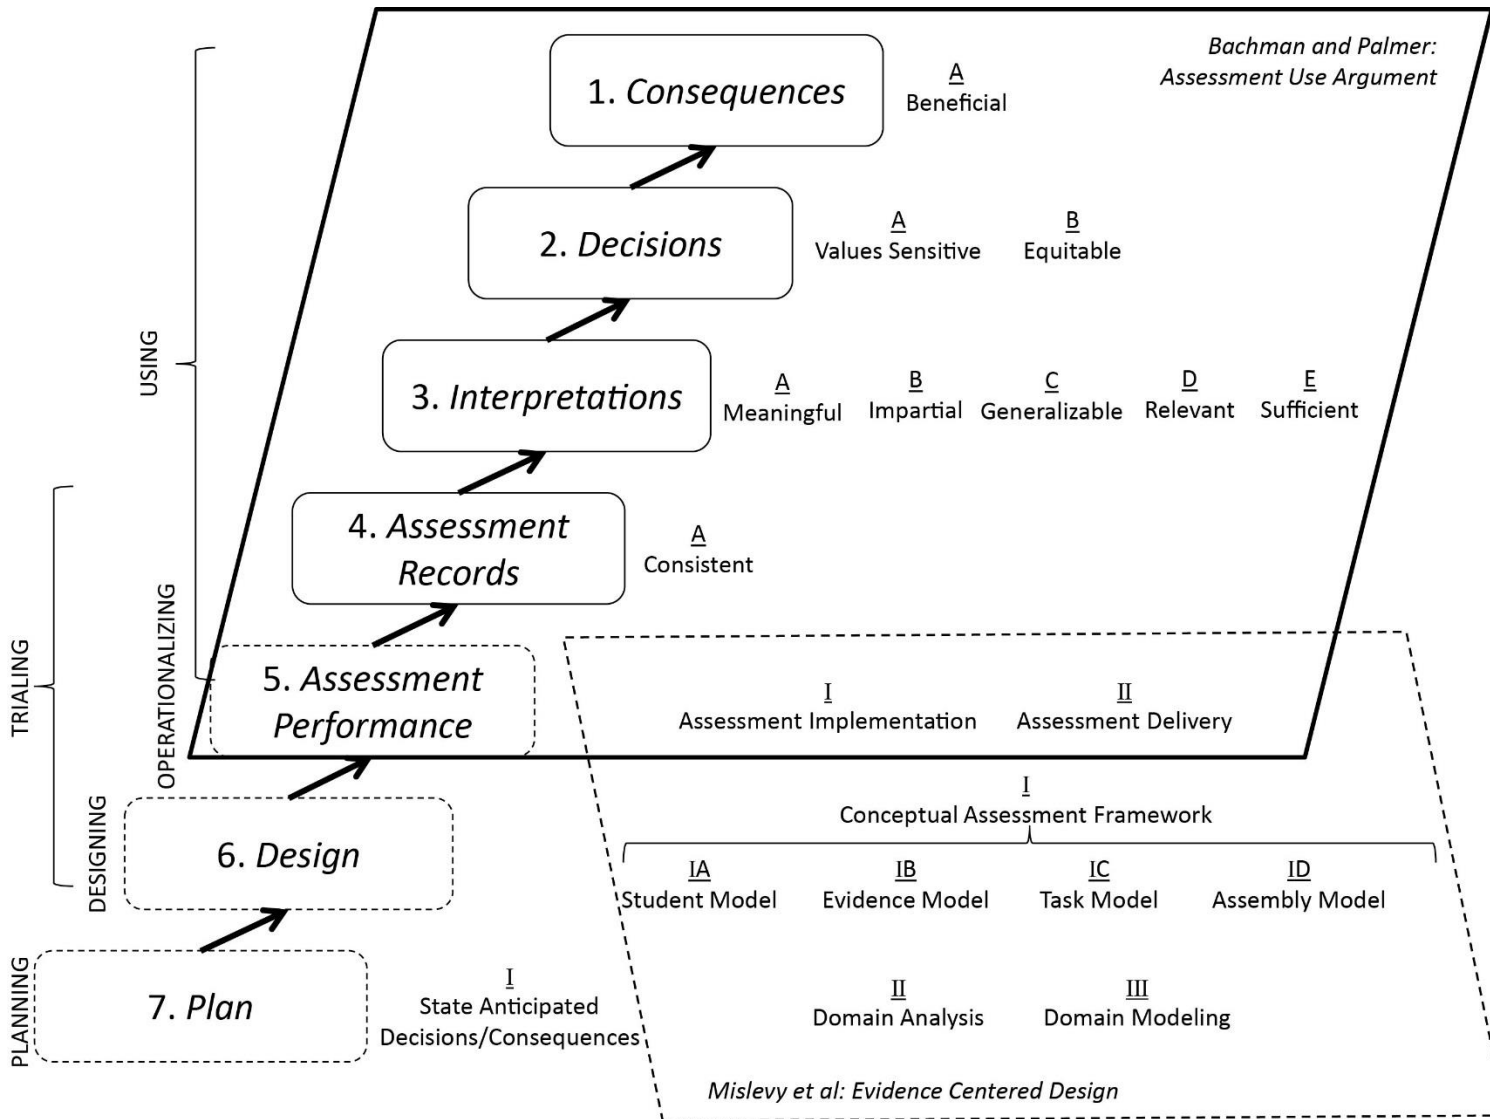 Bachman and Palmer:
Assessment Use Argument
1. Consequences
A
Beneficial
2. Decisions
A
Values Sensitive
B
Equitable
USING
3. Interpretations
A
Meaningful
B
Impartial
C
Generalizable
D
Relevant
E
Sufficient
4. Assessment
Records
A
Consistent
TRIALING
OPERATIONALIZING
5. Assessment
Performance
I
Assessment Implementation
II
Assessment Delivery
DESIGNING
6. Design
I
Conceptual Assessment Framework
IA
Student Model
IB
Evidence Model
IC
Task Model
ID
Assembly Model
PLANNING
7. Plan
I
State Anticipated
Decisions/Consequences
II
Domain Analysis
III
Domain Modeling
Mislevy et al: Evidence Centered Design